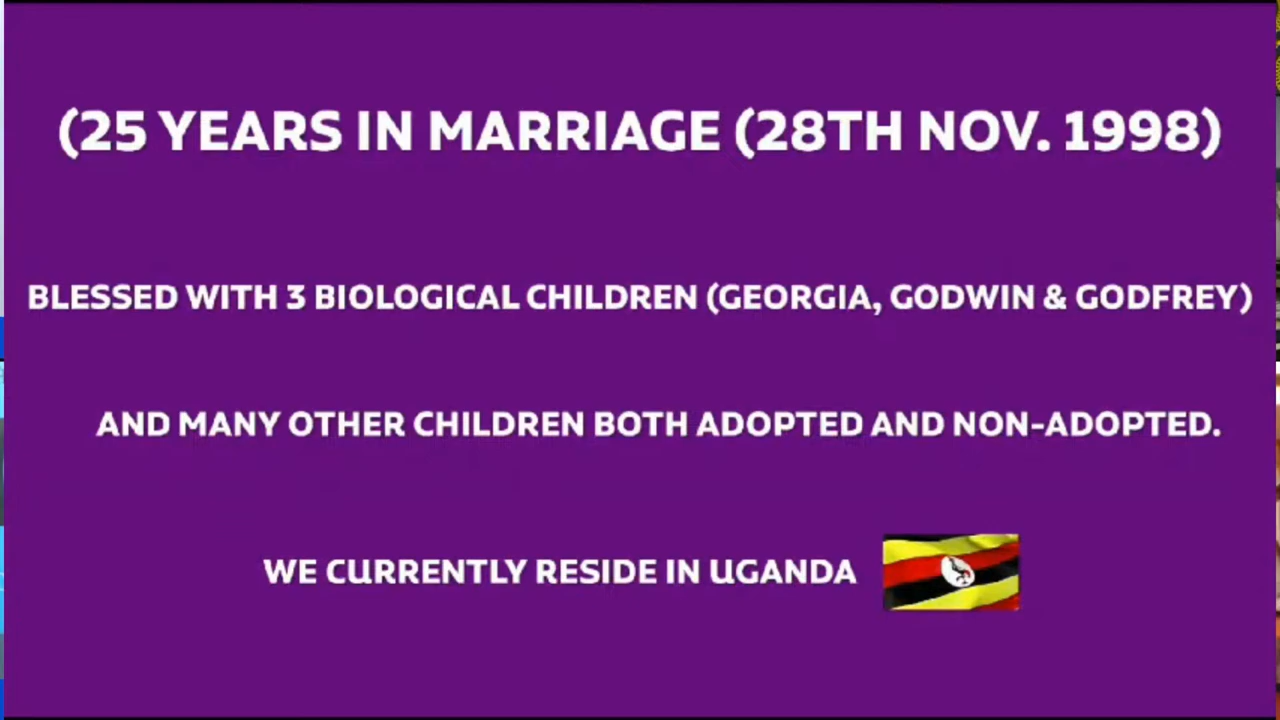 (25 YEARS IN MARRIAGE (28TH NOV. 1998)
BLESSED WITH 3 BIOLOGICAL CHILDREN (GEORGIA, GODWIN & GODFREY)
AND MANY OTHER CHILDREN BOTH ADOPTED AND NON-ADOPTED.
WE CURRENTLY RESIDE IN UGANDA